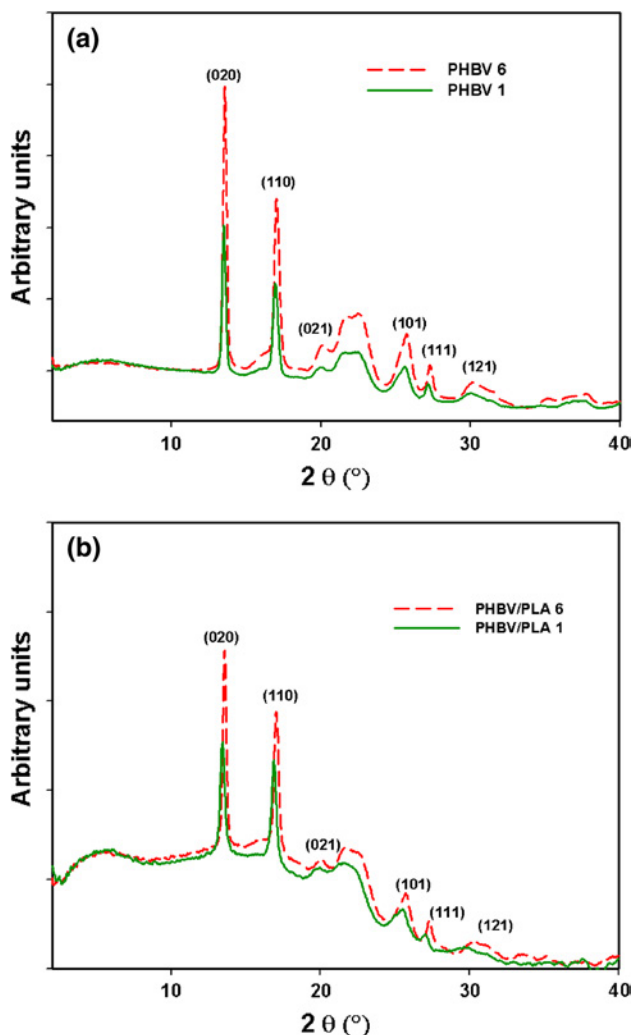 (a)
PHBV 6
PHBV 1
(020)
(110)
(021)
(101)
(111)
(121)
Arbitrary units
10
20
30
40
2 θ (°)
(b)
PHBV/PLA 6
PHBV/PLA 1
(020)
(110)
(021)
(101)
(111)
(121)
Arbitrary units
10
20
30
40
2 θ (°)